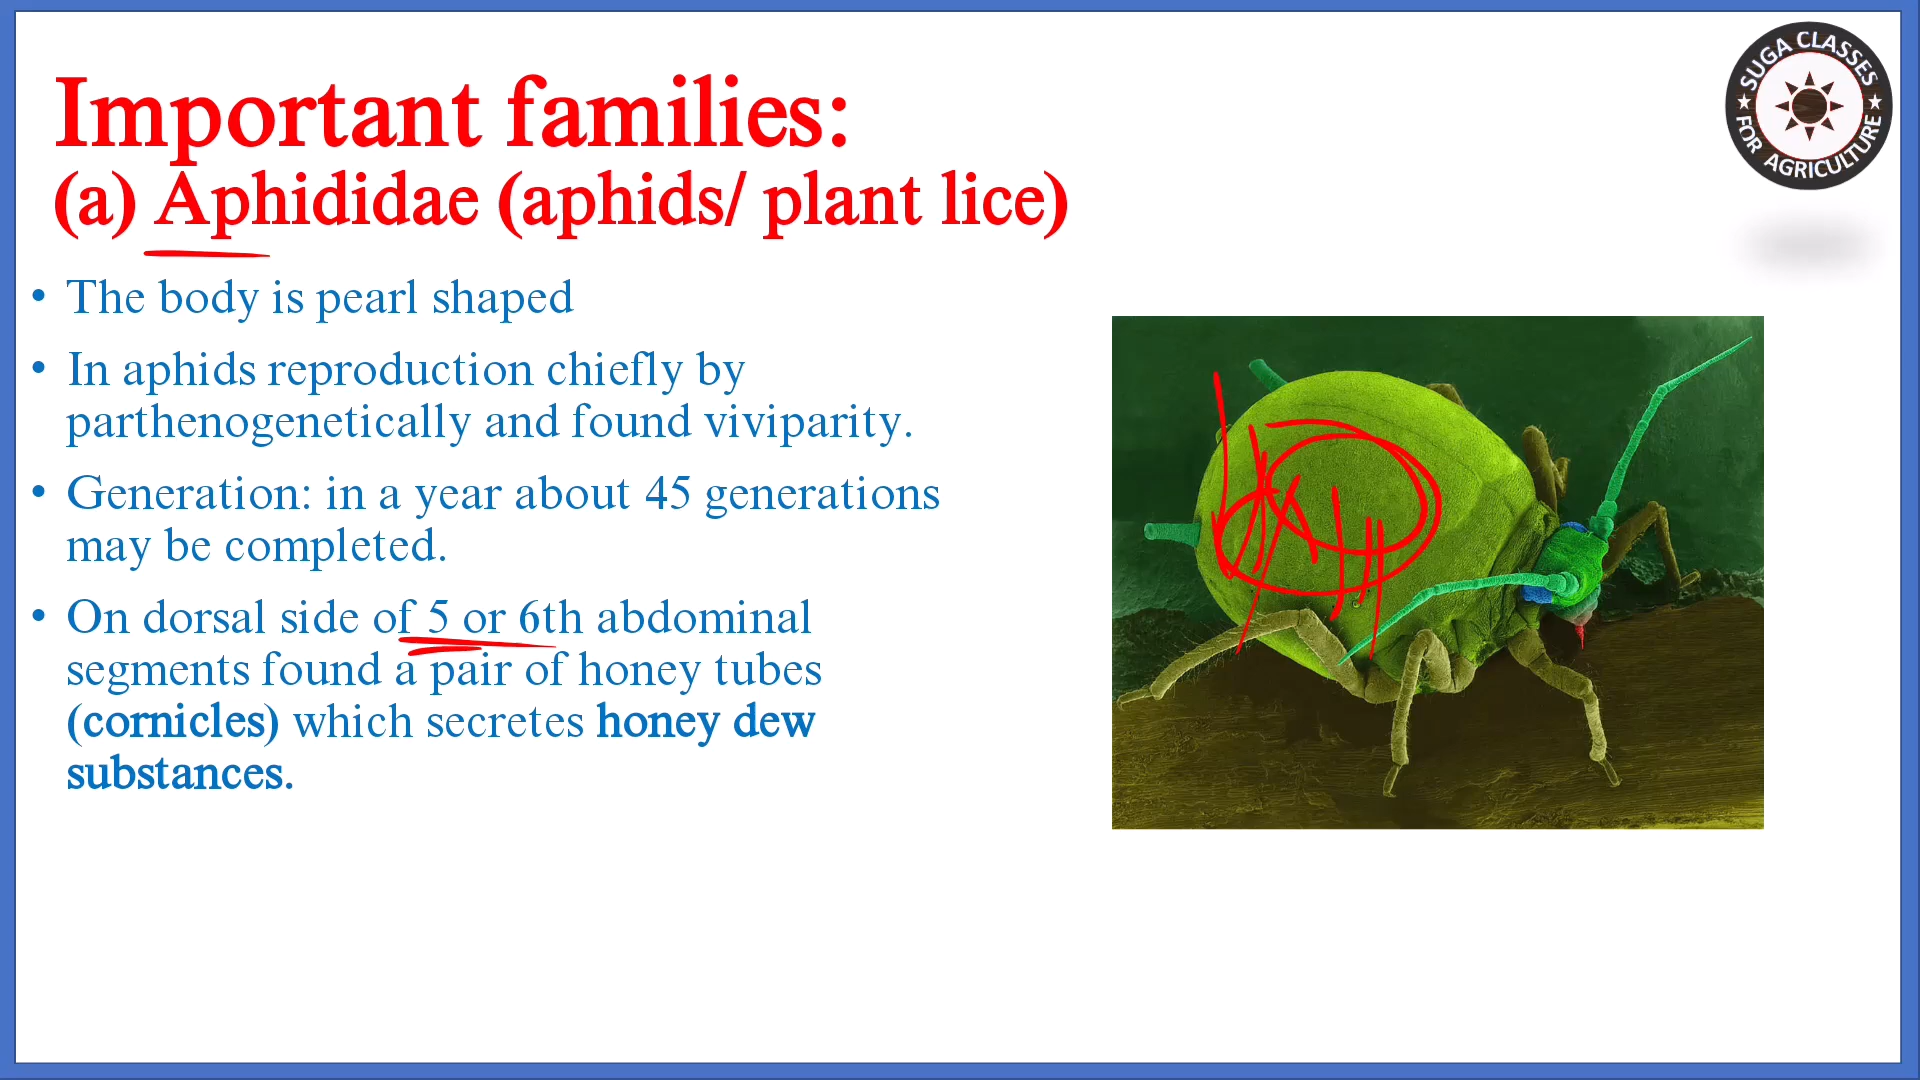 Important families:
(a) Aphididae (aphids/ plant lice)
• The body is pearl shaped
• In aphids reproduction chiefly by
parthenogenetically and found viviparity.
• Generation: in a year about 45 generations
may be completed.
• On dorsal side of 5 or 6th abdominal
segments found a pair of honey tubes
(cornicles) which secretes honey dew
substances.
SUGA CLASSES
FOR AGRICULTURE